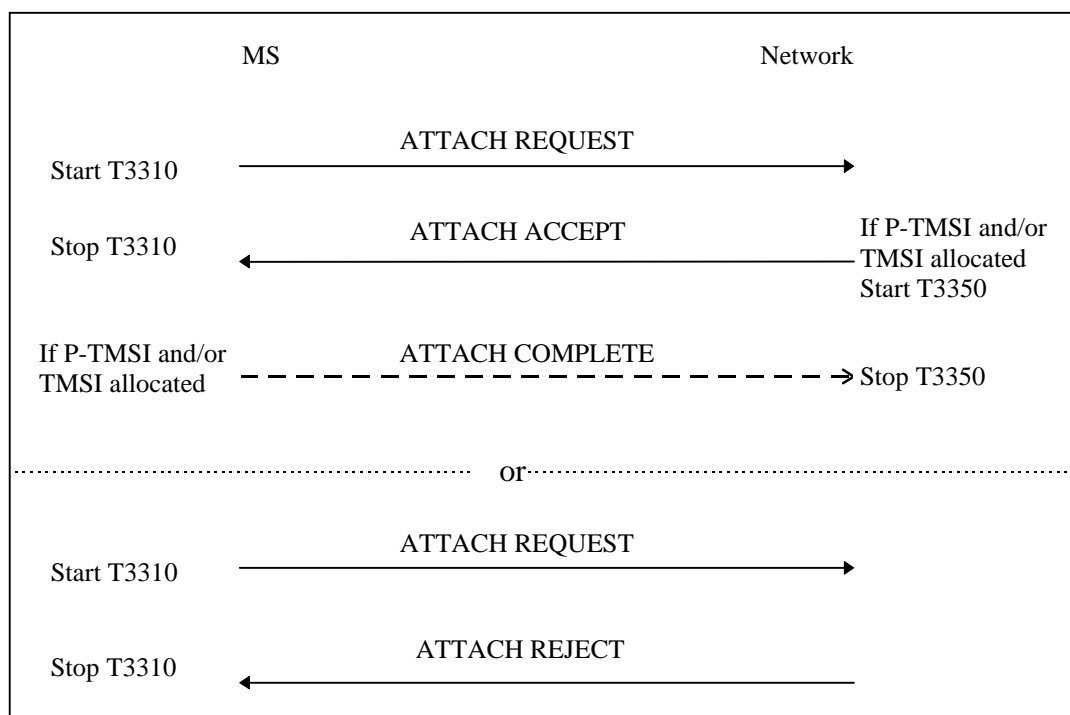 MS Network
ATTACH REQUEST
Start T3310
ATTACH ACCEPT
Stop T3310
If P-TMSI and/or
TMSI allocated
Start T3350
If P-TMSI and/or
TMSI allocated
ATTACH COMPLETE
Stop T3350
or
ATTACH REQUEST
Start T3310
ATTACH REJECT
Stop T3310